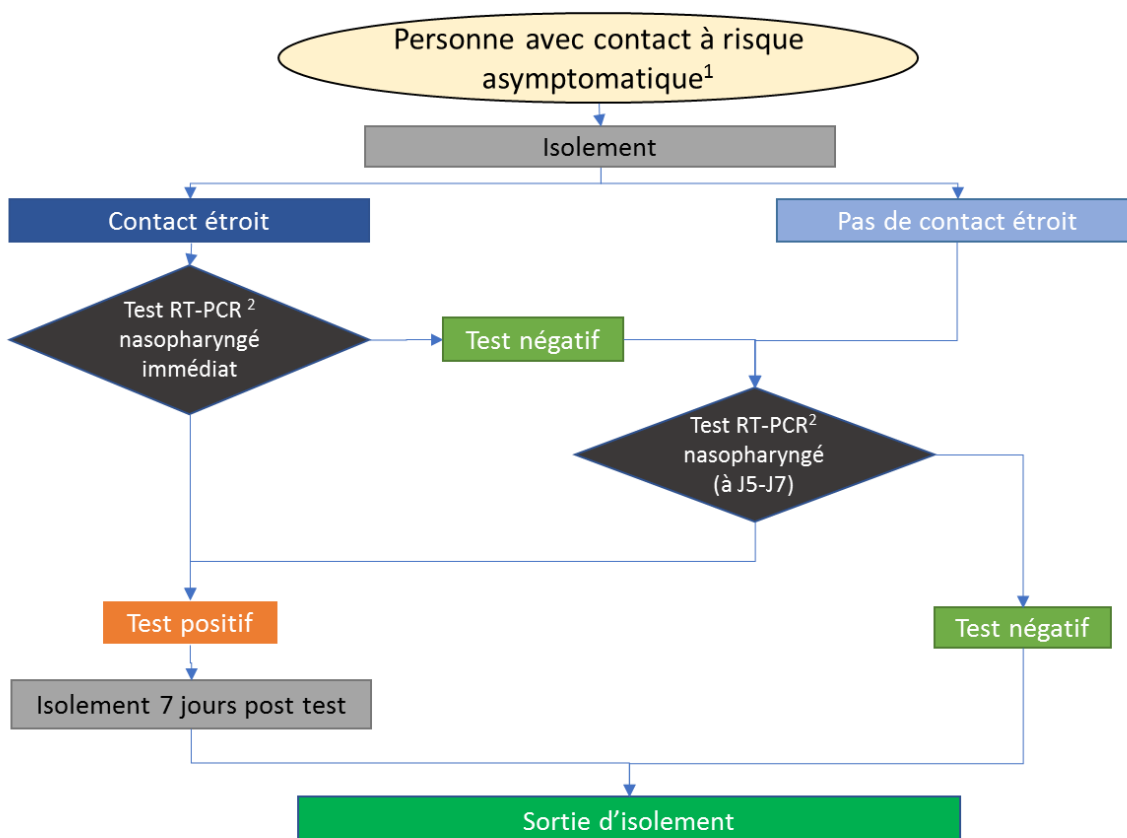 Personne avec contact à risque
asymptomatique¹
Isolement
Contact étroit
Pas de contact étroit
Test RT-PCR ²
nasopharyngé
immédiat
Test négatif
Test RT-PCR²
nasopharyngé
(à J5-J7)
Test positif
Test négatif
Isolement 7 jours post test
Sortie d’isolement